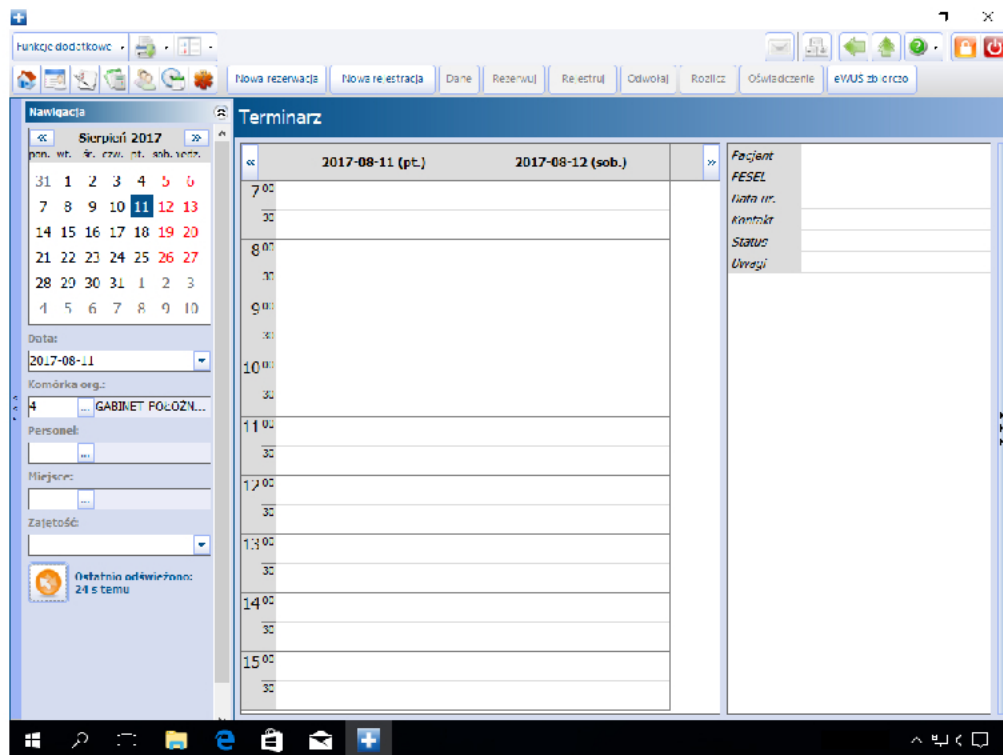 Funkcje dodatkowe
Nowa rezerwacja Nowa rejestracja Dane Rezerwuj Rejestruj Odwołaj Rozlicz Oświadczenie eWUŚ zbiorczo
Nawigacja
Terminarz
Sierpień 2017
pon. wt. śr. czw. pt. sob. niedz.
31 1 2 3 4 5 6
7 8 9 10 11 12 13
14 15 16 17 18 19 20
21 22 23 24 25 26 27
28 29 30 31 1 2 3
4 5 6 7 8 9 10
Data:
2017-08-11
Komórka org.:
4 ... GABINET POŁOŻN...
Personel:
...
Miejsce:
...
Zajętość:
Ostatnio odświeżono:
24 s temu
2017-08-11 (pt.) 2017-08-12 (sob.)
7 00
30
8 00
30
9 00
30
10 00
30
11 00
30
12 00
30
13 00
30
14 00
30
15 00
30
Pacjent
PESEL
Data ur.
Kontakt
Status
Uwagi